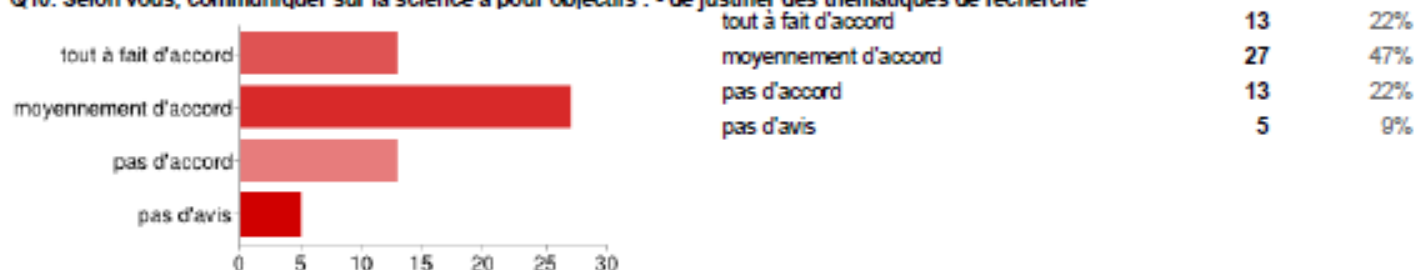 Q10. Selon vous, communiquer sur la science a pour objectifs : - de justifier des thématiques de recherche
tout à fait d'accord
moyennement d'accord
pas d'accord
pas d'avis
0 5 10 15 20 25 30
tout à fait d'accord 13 22%
moyennement d'accord 27 47%
pas d'accord 13 22%
pas d'avis 5 9%